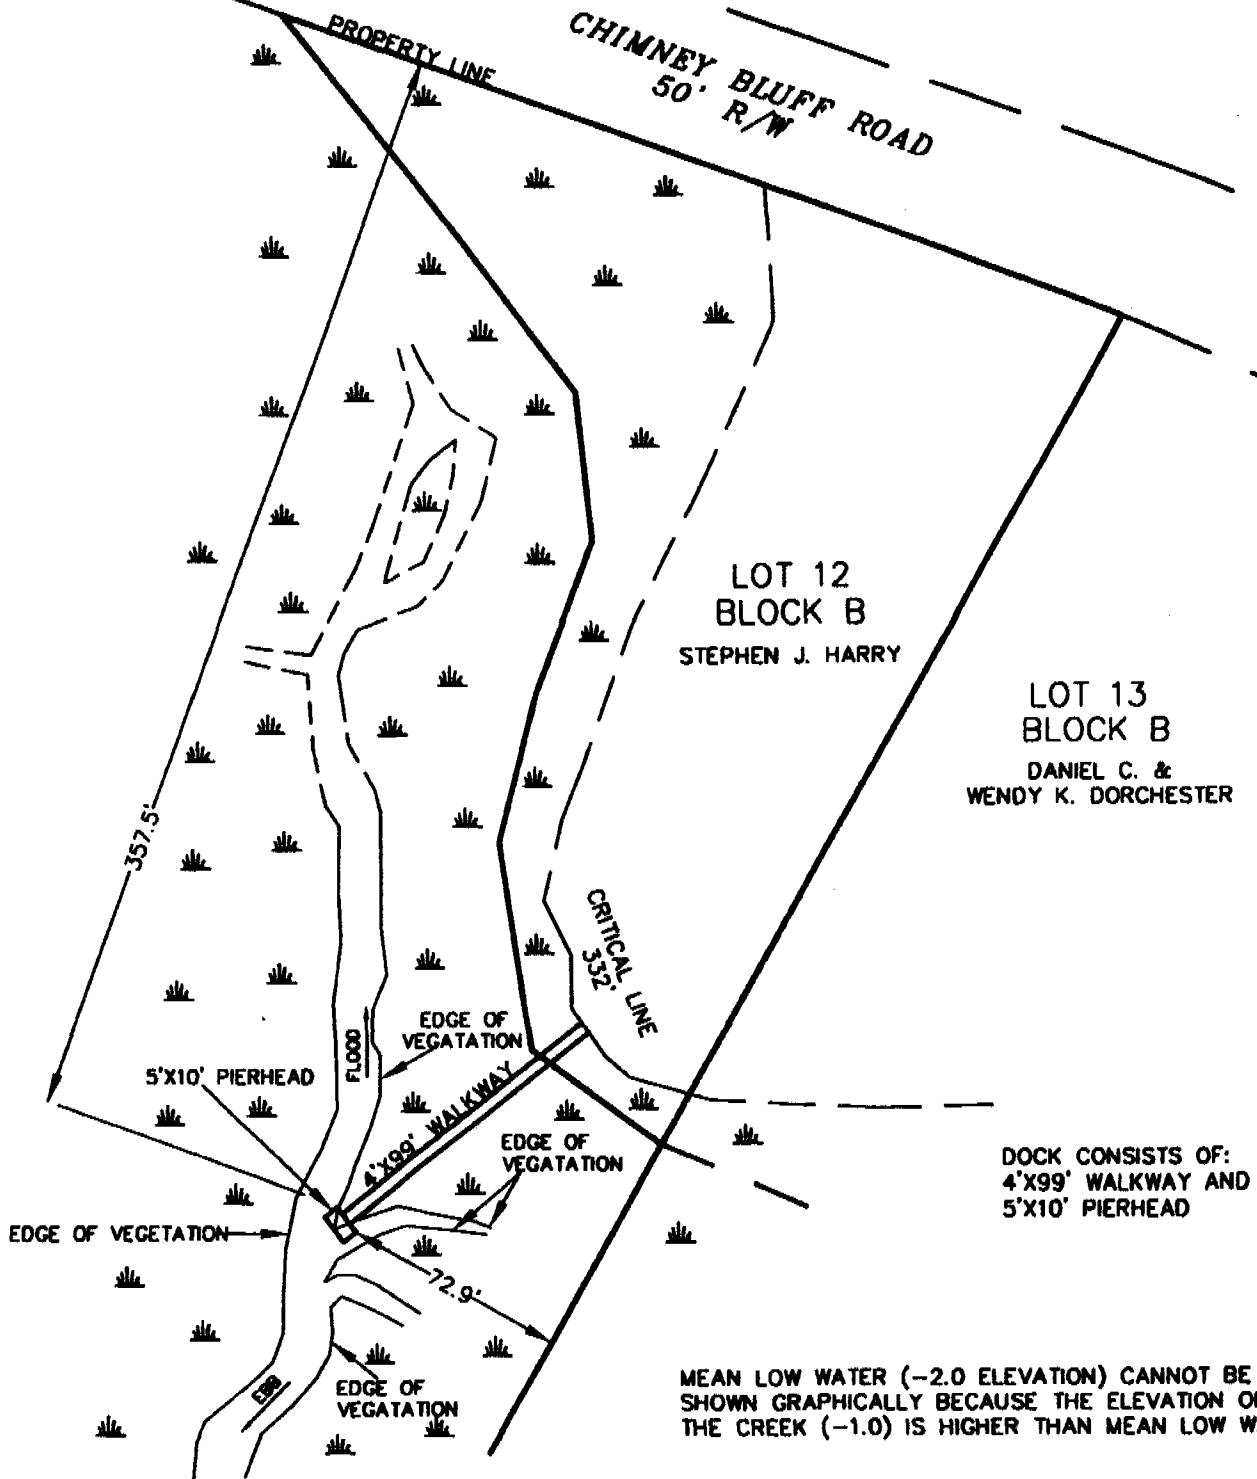 CHIMNEY BLUFF ROAD
50' R/W
PROPERTY LINE
LOT 12
BLOCK B
STEPHEN J. HARRY
LOT 13
BLOCK B
DANIEL C. &
WENDY K. DORCHESTER
357.5'
CRITICAL LINE
332'
EDGE OF
VEGATATION
FLOOD
5'X10' PIERHEAD
4'X99' WALKWAY
EDGE OF
VEGATATION
DOCK CONSISTS OF:
4'X99' WALKWAY AND
5'X10' PIERHEAD
EDGE OF VEGETATION
72.9'
EBB
EDGE OF
VEGATATION
MEAN LOW WATER (-2.0 ELEVATION) CANNOT BE
SHOWN GRAPHICALLY BECAUSE THE ELEVATION
THE CREEK (-1.0) IS HIGHER THAN MEAN LOW